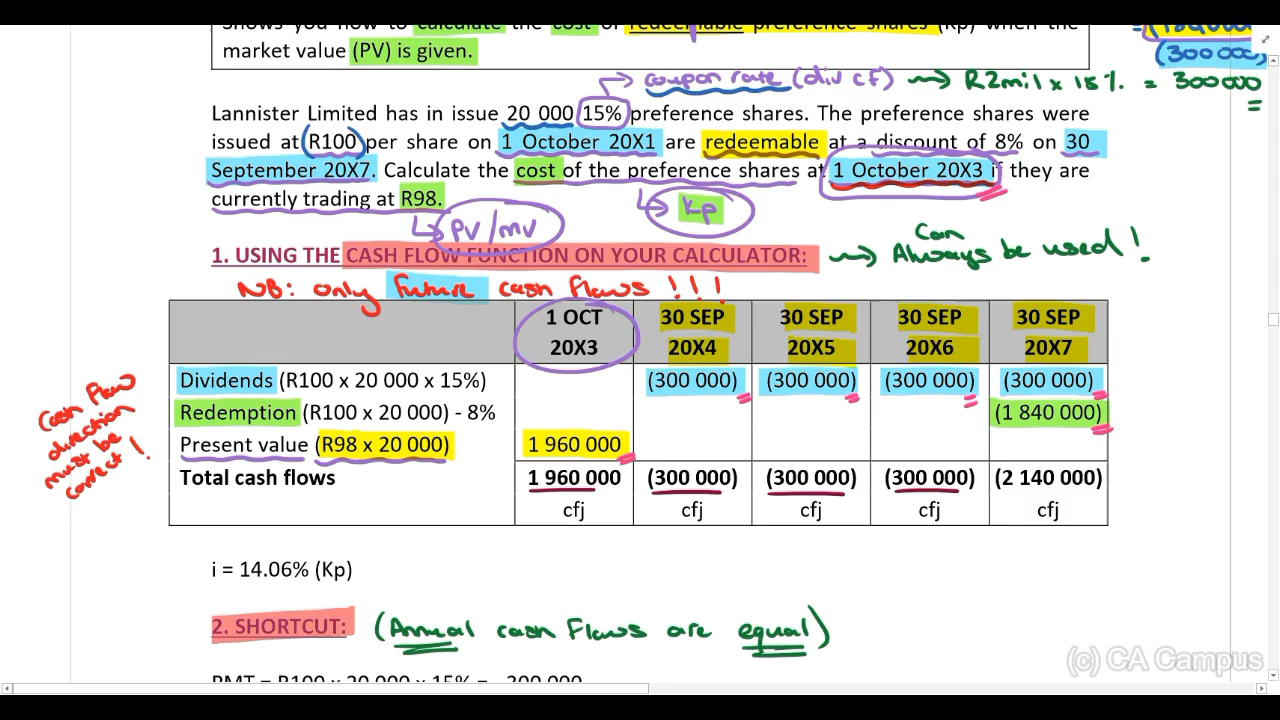 Shows you how to calculate the cost of redeemable preference shares (Kp) when the
market value (PV) is given.
(300 000)
coupon rate (div cf) → R2mil x 15% = 300000
Lannister Limited has in issue 20 000 15% preference shares. The preference shares were
issued at R100 per share on 1 October 20X1 are redeemable at a discount of 8% on 30
September 20X7. Calculate the cost of the preference shares at 1 October 20X3 if they are
currently trading at R98.
Kp
PV/mv
1. USING THE CASH FLOW FUNCTION ON YOUR CALCULATOR: → Can Always be used!
NB: only future cash flows !!!
1 OCT 30 SEP 30 SEP 30 SEP 30 SEP
20X3 20X4 20X5 20X6 20X7
Dividends (R100 x 20 000 x 15%) (300 000) (300 000) (300 000) (300 000)
Redemption (R100 x 20 000) - 8% (1 840 000)
Present value (R98 x 20 000) 1 960 000
Total cash flows 1 960 000 (300 000) (300 000) (300 000) (2 140 000)
cfj cfj cfj cfj cfj
Cash flow
direction
must be
correct!
i = 14.06% (Kp)
2. SHORTCUT: (Annual cash flows are equal)
(c) CA Campus
PMT = R100 x 20 000 x 15% = -300 000